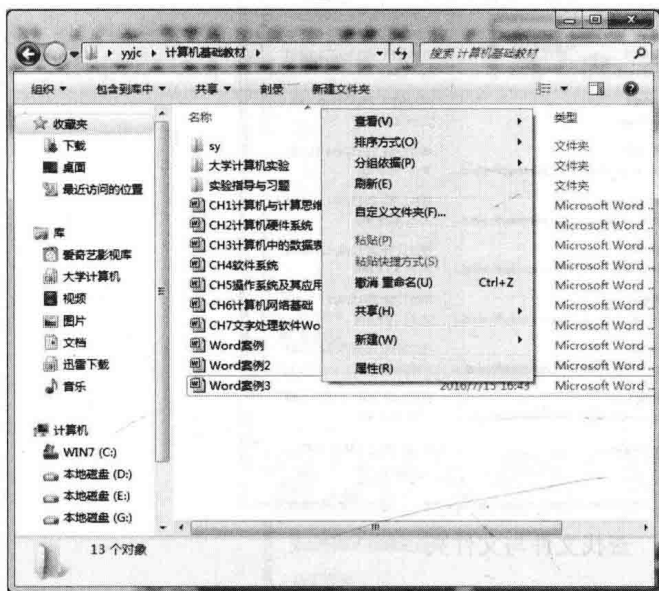 yyjc ▸ 计算机基础教材 ▸
搜索 计算机基础教材
组织 包含到库中 共享 刻录 新建文件夹
收藏夹
下载
桌面
最近访问的位置
库
爱奇艺影视库
大学计算机
视频
图片
文档
迅雷下载
音乐
计算机
WIN7 (C:)
本地磁盘 (D:)
本地磁盘 (E:)
本地磁盘 (G:)
名称 类型
sy 文件夹
大学计算机实验 文件夹
实验指导与习题 文件夹
CH1计算机与计算思维 Microsoft Word ..
CH2计算机硬件系统 Microsoft Word ..
CH3计算机中的数据表 Microsoft Word ..
CH4软件系统 Microsoft Word ..
CH5操作系统及其应用 Microsoft Word ..
CH6计算机网络基础 Microsoft Word ..
CH7文字处理软件Wo Microsoft Word ..
Word案例 Microsoft Word ..
Word案例2 Microsoft Word ..
Word案例3 2016/7/15 16:43 Microsoft Word ..
查看(V)
排序方式(O)
分组依据(P)
刷新(E)
自定义文件夹(F)...
粘贴(P)
粘贴快捷方式(S)
撤消 重命名(U) Ctrl+Z
共享(H)
新建(W)
属性(R)
13 个对象